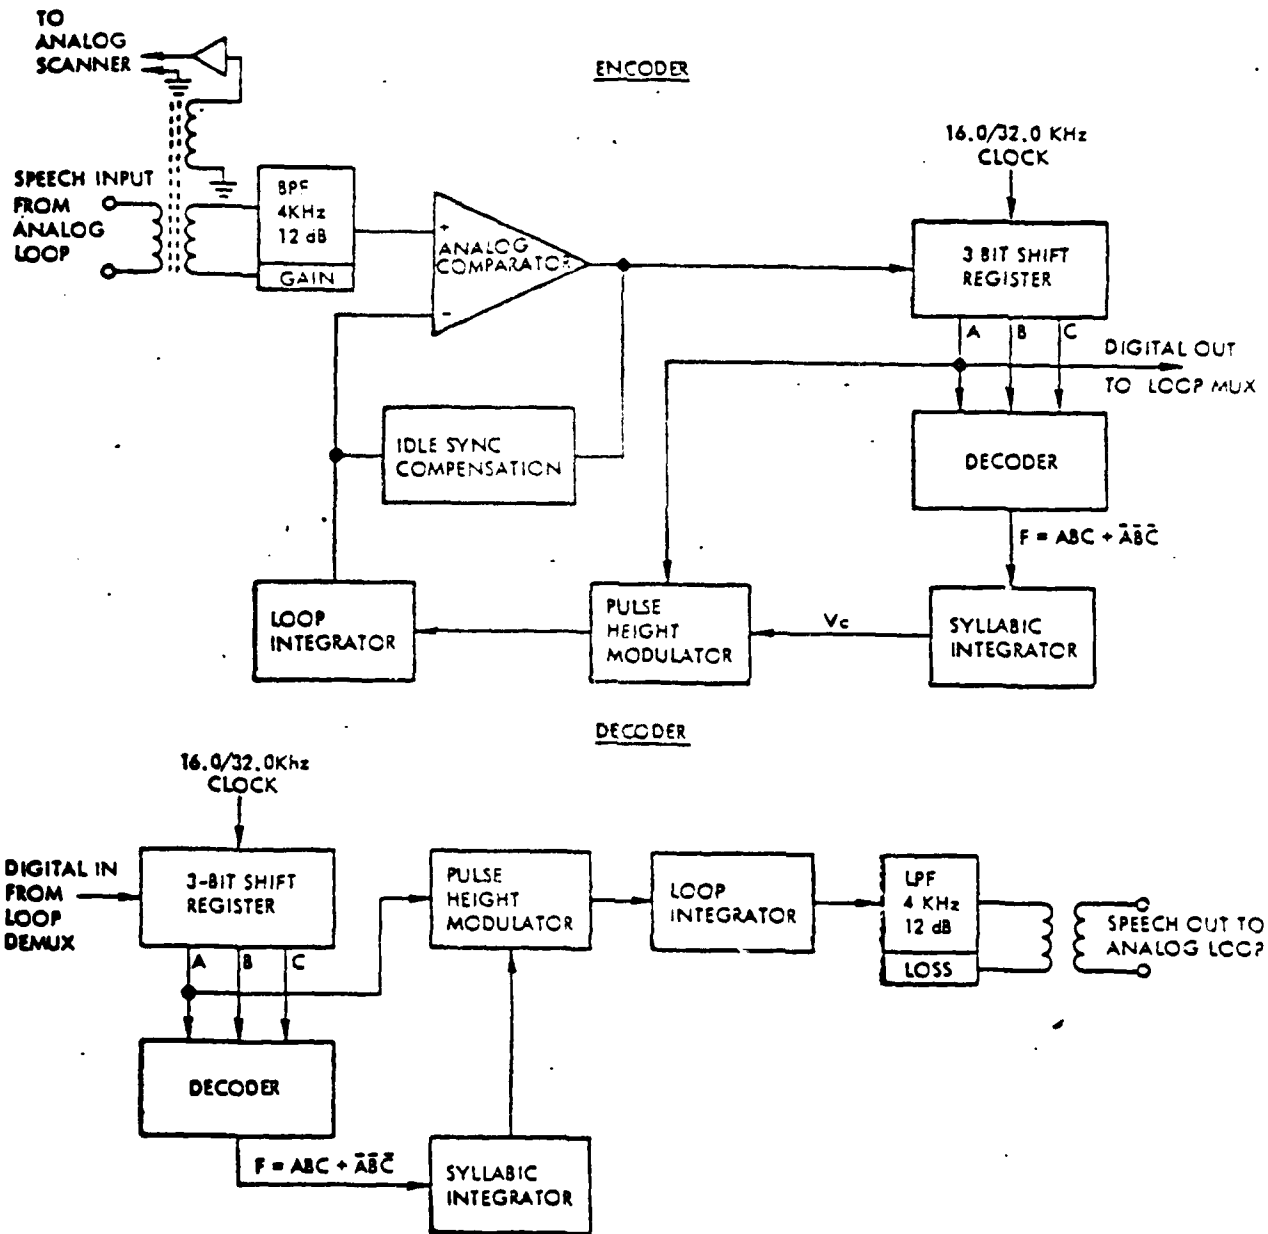 TO
ANALOG
SCANNER
ENCODER
16.0/32.0 KHz
CLOCK
SPEECH INPUT
FROM
ANALOG
LOOP
BPF
4KHz
12 dB
GAIN
+
ANALOG
COMPARATOR
-
3 BIT SHIFT
REGISTER
A B C
DIGITAL OUT
TO LOOP MUX
IDLE SYNC
COMPENSATION
DECODER
F = ABC + A̅B̅C̅
LOOP
INTEGRATOR
PULSE
HEIGHT
MODULATOR
Vc
SYLLABIC
INTEGRATOR
DECODER
16.0/32.0Khz
CLOCK
DIGITAL IN
FROM
LOOP
DEMUX
3-BIT SHIFT
REGISTER
A B C
PULSE
HEIGHT
MODULATOR
LOOP
INTEGRATOR
LPF
4 KHz
12 dB
LOSS
SPEECH OUT TO
ANALOG LOOP
DECODER
F = ABC + A̅B̅C̅
SYLLABIC
INTEGRATOR